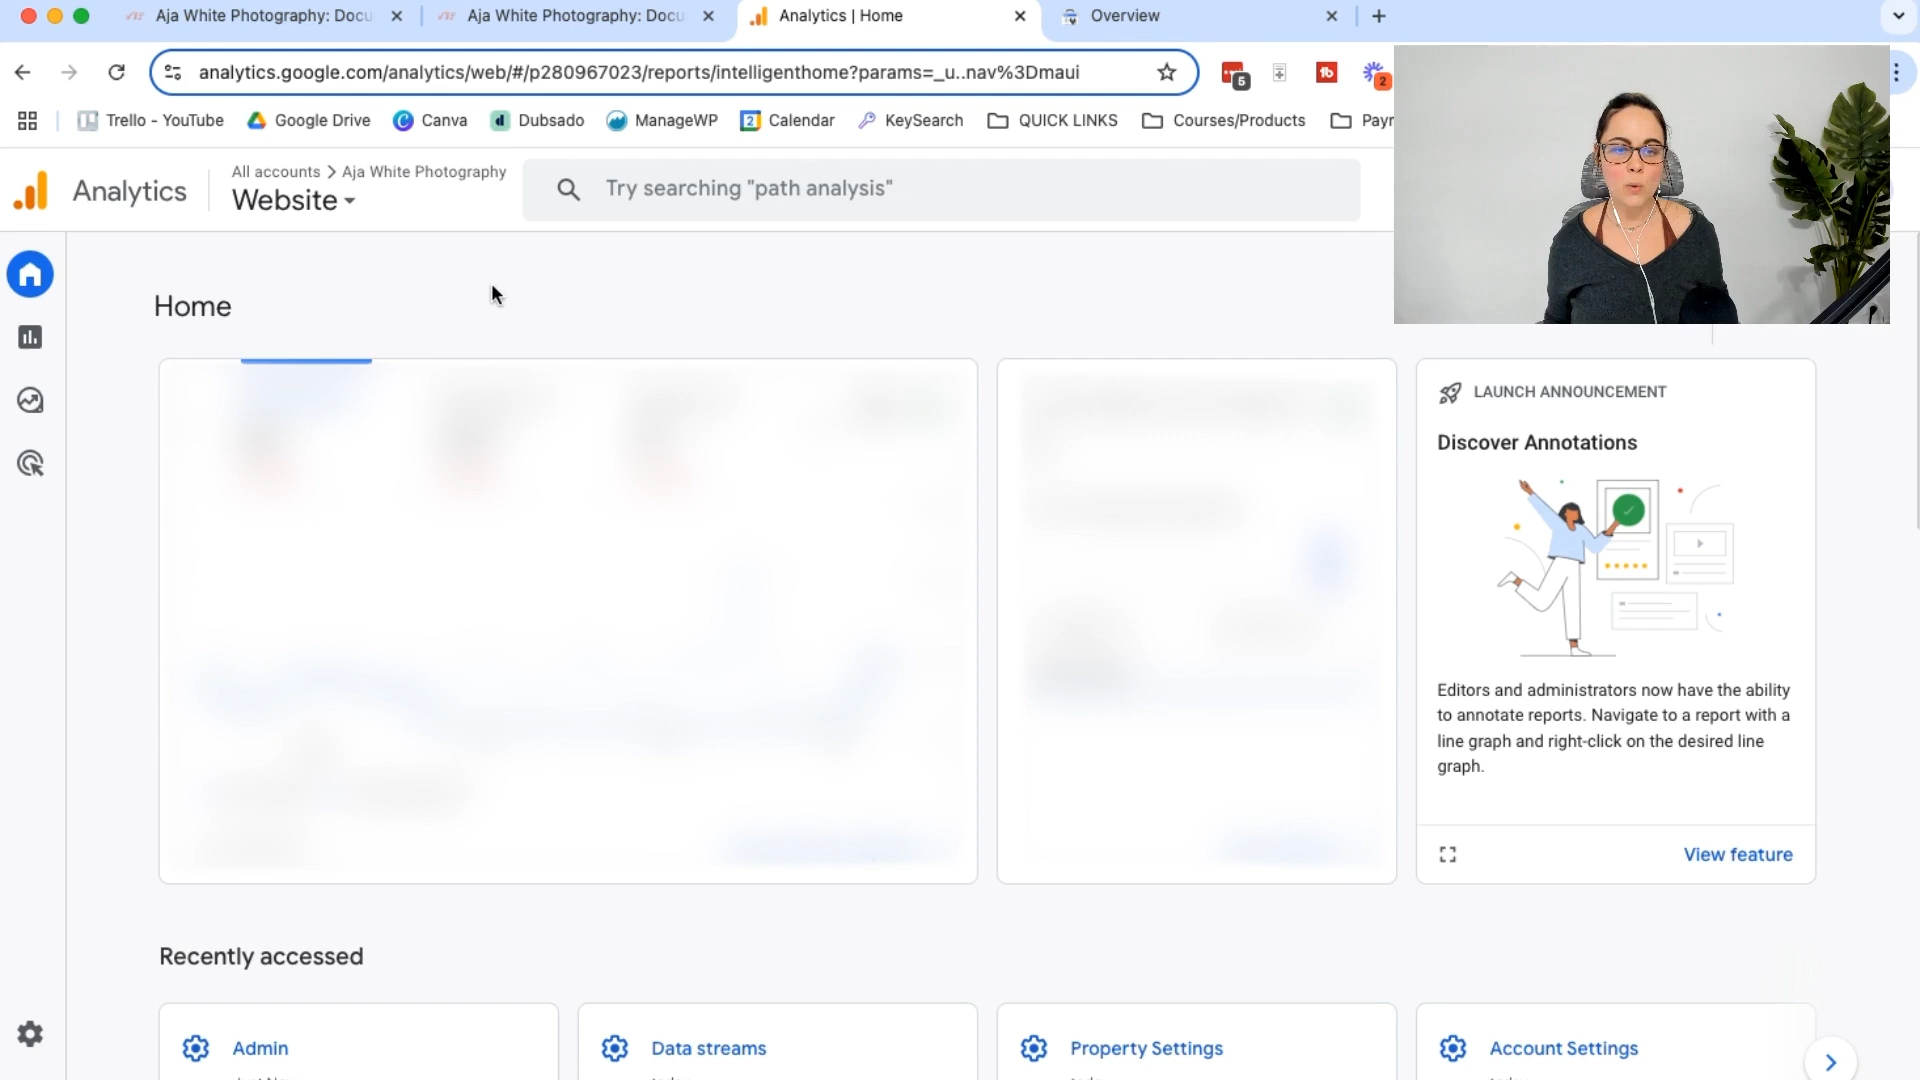 Aja White Photography: Docu
Aja White Photography: Docu
Analytics | Home
Overview
analytics.google.com/analytics/web/#/p280967023/reports/intelligenthome?params=_u..nav%3Dmaui
5
2
Trello - YouTube
Google Drive
Canva
Dubsado
ManageWP
Calendar
KeySearch
QUICK LINKS
Courses/Products
Analytics
All accounts > Aja White Photography
Website
Try searching "path analysis"
Home
LAUNCH ANNOUNCEMENT
Discover Annotations
Editors and administrators now have the ability
to annotate reports. Navigate to a report with a
line graph and right-click on the desired line
graph.
View feature
Recently accessed
Admin
Data streams
Property Settings
Account Settings